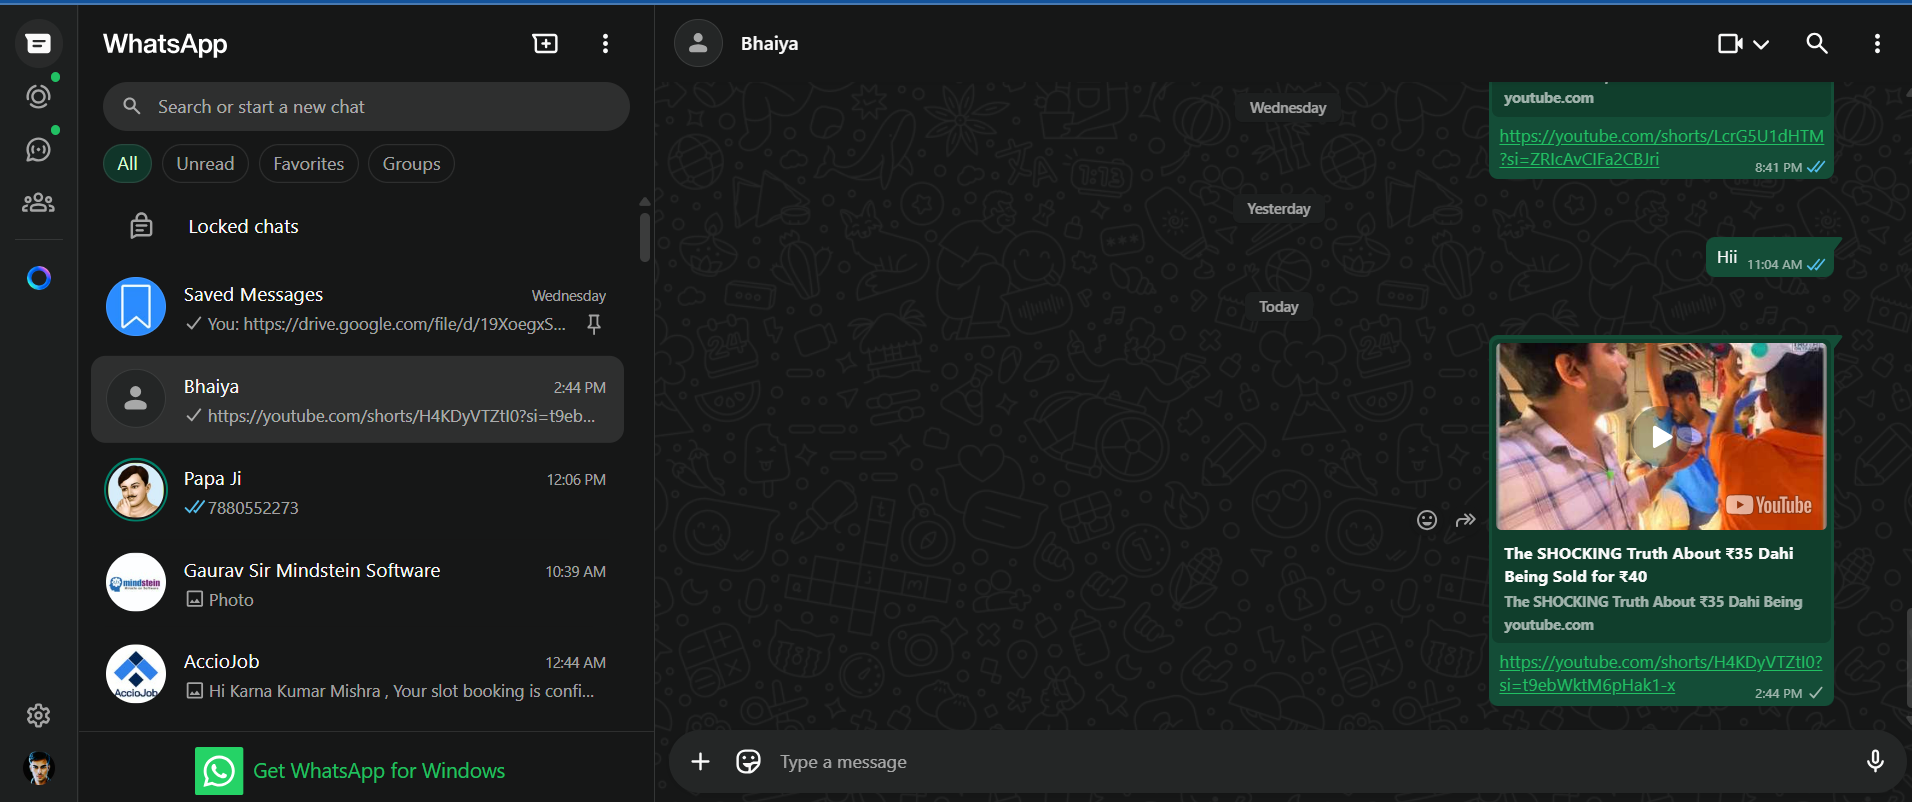 WhatsApp
Search or start a new chat
All
Unread
Favorites
Groups
Locked chats
Saved Messages
Wednesday
You: https://drive.google.com/file/d/19XoegxS...
Bhaiya
2:44 PM
https://youtube.com/shorts/H4KDyVTZtI0?si=t9eb...
Papa Ji
12:06 PM
7880552273
mindstein
Gaurav Sir Mindstein Software
10:39 AM
Photo
AccioJob
AccioJob
12:44 AM
Hi Karna Kumar Mishra , Your slot booking is confi...
Get WhatsApp for Windows
Bhaiya
youtube.com
Wednesday
https://youtube.com/shorts/LcrG5U1dHTM
?si=ZRIcAvCIFa2CBJri
8:41 PM
Yesterday
Hii
11:04 AM
Today
YouTube
The SHOCKING Truth About ₹35 Dahi
Being Sold for ₹40
The SHOCKING Truth About ₹35 Dahi Being
youtube.com
https://youtube.com/shorts/H4KDyVTZtI0?
si=t9ebWktM6pHak1-x
2:44 PM
Type a message